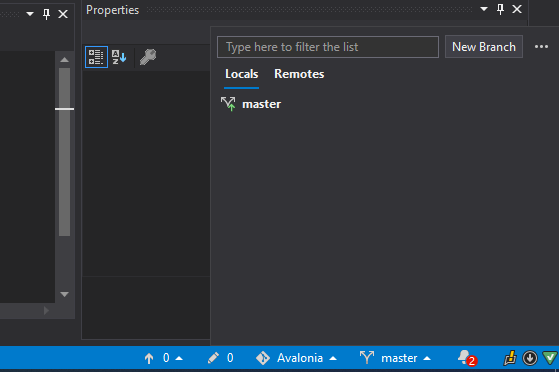 Properties
Type here to filter the list
New Branch
Locals
Remotes
master
0
0
Avalonia
master
2